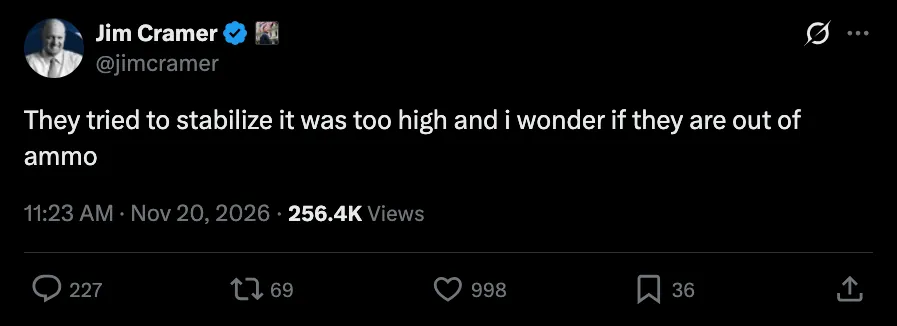 Jim Cramer
@jimcramer
They tried to stabilize it was too high and i wonder if they are out of
ammo
11:23 AM · Nov 20, 2026 · 256.4K Views
227 69 998 36